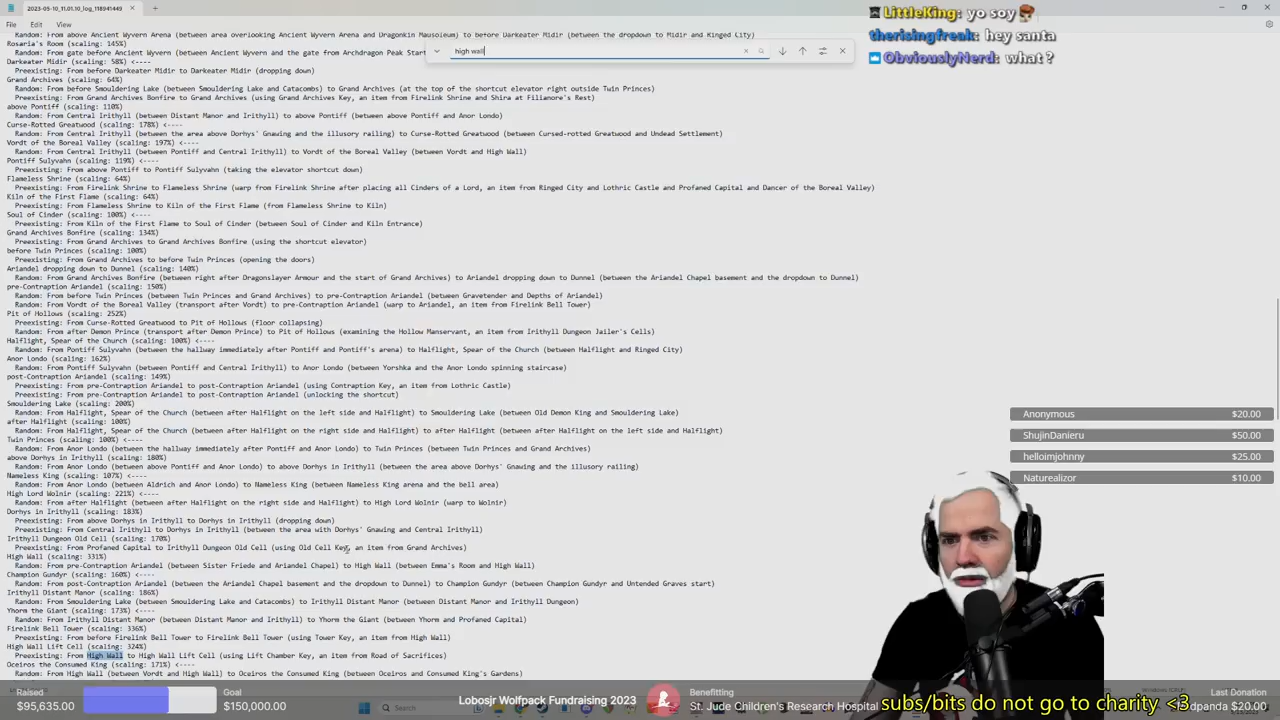 2023-05-10_11.01.10_log_118941449
File Edit View
high wall
Random: From above Ancient Wyvern (between area overlooking Ancient Wyvern and Dragonkin Mausoleum) to before Darkeater Midir (between the dropdown to Midir and Ringed City)
Rosaria's Room (scaling: 145%)
Random: From gate before Ancient Wyvern (between Ancient Wyvern and the gate from Archdragon Peak Start
Darkeater Midir (scaling: 58%) <----
Preexisting: From before Darkeater Midir to Darkeater Midir (dropping down)
Grand Archives (scaling: 64%)
Random: From before Smouldering Lake (between Smouldering Lake and Catacombs) to Grand Archives (at the top of the shortcut elevator right outside Twin Princes)
Preexisting: From Grand Archives Bonfire to Grand Archives (using Grand Archives Key, an item from Firelink Shrine and Shira at Filianore's Rest)
above Pontiff (scaling: 110%)
Random: From Central Irithyll (between Distant Manor and Irithyll) to above Pontiff (between above Pontiff and Anor Londo)
Curse-Rotted Greatwood (scaling: 178%) <----
Random: From Central Irithyll (between the area above Dorhys' Gnawing and the illusory railing) to Curse-Rotted Greatwood (between Cursed-rotted Greatwood and Undead Settlement)
Vordt of the Boreal Valley (scaling: 197%) <----
Random: From Central Irithyll (between Pontiff and Central Irithyll) to Vordt of the Boreal Valley (between Vordt and High Wall)
Pontiff Sulyvahn (scaling: 119%) <----
Preexisting: From above Pontiff to Pontiff Sulyvahn (taking the elevator shortcut down)
Flameless Shrine (scaling: 64%)
Preexisting: From Firelink Shrine to Flameless Shrine (warp from Firelink Shrine after placing all Cinders of a Lord, an item from Ringed City and Lothric Castle and Profaned Capital and Dancer of the Boreal Valley)
Kiln of the First Flame (scaling: 64%)
Preexisting: From Flameless Shrine to Kiln of the First Flame (from Flameless Shrine to Kiln)
Soul of Cinder (scaling: 100%) <----
Preexisting: From Kiln of the First Flame to Soul of Cinder (between Soul of Cinder and Kiln Entrance)
Grand Archives Bonfire (scaling: 134%)
Preexisting: From Grand Archives to Grand Archives Bonfire (using the shortcut elevator)
before Twin Princes (scaling: 100%)
Preexisting: From Grand Archives to before Twin Princes (opening the doors)
Ariandel dropping down to Dunnel (scaling: 140%)
Random: From Grand Archives Bonfire (between right after Dragonslayer Armour and the start of Grand Archives) to Ariandel dropping down to Dunnel (between the Ariandel Chapel basement and the dropdown to Dunnel)
pre-Contraption Ariandel (scaling: 150%)
Random: From before Twin Princes (between Twin Princes and Grand Archives) to pre-Contraption Ariandel (between Gravetender and Depths of Ariandel)
Random: From Vordt of the Boreal Valley (transport after Vordt) to pre-Contraption Ariandel (warp to Ariandel, an item from Firelink Bell Tower)
Pit of Hollows (scaling: 252%)
Preexisting: From Curse-Rotted Greatwood to Pit of Hollows (floor collapsing)
Random: From after Demon Prince (transport after Demon Prince) to Pit of Hollows (examining the Hollow Manservant, an item from Irithyll Dungeon Jailer's Cells)
Halflight, Spear of the Church (scaling: 100%) <----
Random: From Pontiff Sulyvahn (between the hallway immediately after Pontiff and Pontiff's arena) to Halflight, Spear of the Church (between Halflight and Ringed City)
Anor Londo (scaling: 162%)
Random: From Pontiff Sulyvahn (between Pontiff and Central Irithyll) to Anor Londo (between Yorshka and the Anor Londo spinning staircase)
post-Contraption Ariandel (scaling: 149%)
Preexisting: From pre-Contraption Ariandel to post-Contraption Ariandel (using Contraption Key, an item from Lothric Castle)
Preexisting: From pre-Contraption Ariandel to post-Contraption Ariandel (unlocking the shortcut)
Smouldering Lake (scaling: 200%)
Random: From Halflight, Spear of the Church (between after Halflight on the left side and Halflight) to Smouldering Lake (between Old Demon King and Smouldering Lake)
after Halflight (scaling: 100%)
Random: From Halflight, Spear of the Church (between after Halflight on the right side and Halflight) to after Halflight (between after Halflight on the left side and Halflight)
Twin Princes (scaling: 100%) <----
Random: From Anor Londo (between the hallway immediately after Pontiff and Anor Londo) to Twin Princes (between Twin Princes and Grand Archives)
above Dorhys in Irithyll (scaling: 180%)
Random: From Anor Londo (between above Pontiff and Anor Londo) to above Dorhys in Irithyll (between the area above Dorhys' Gnawing and the illusory railing)
Nameless King (scaling: 107%) <----
Random: From Anor Londo (between Aldrich and Anor Londo) to Nameless King (between Nameless King arena and the bell area)
High Lord Wolnir (scaling: 221%) <----
Random: From after Halflight (between after Halflight on the right side and Halflight) to High Lord Wolnir (warp to Wolnir)
Dorhys in Irithyll (scaling: 183%)
Preexisting: From above Dorhys in Irithyll to Dorhys in Irithyll (dropping down)
Preexisting: From Central Irithyll to Dorhys in Irithyll (between the area with Dorhys' Gnawing and Central Irithyll)
Irithyll Dungeon Old Cell (scaling: 170%)
Preexisting: From Profaned Capital to Irithyll Dungeon Old Cell (using Old Cell Key, an item from Grand Archives)
High Wall (scaling: 331%)
Random: From pre-Contraption Ariandel (between Sister Friede and Ariandel Chapel) to High Wall (between Emma's Room and High Wall)
Champion Gundyr (scaling: 160%) <----
Random: From post-Contraption Ariandel (between the Ariandel Chapel basement and the dropdown to Dunnel) to Champion Gundyr (between Champion Gundyr and Untended Graves start)
Irithyll Distant Manor (scaling: 186%)
Random: From Smouldering Lake (between Smouldering Lake and Catacombs) to Irithyll Distant Manor (between Distant Manor and Irithyll Dungeon)
Yhorm the Giant (scaling: 173%) <----
Random: From Irithyll Distant Manor (between Distant Manor and Irithyll) to Yhorm the Giant (between Yhorm and Profaned Capital)
Firelink Bell Tower (scaling: 336%)
Preexisting: From before Firelink Bell Tower to Firelink Bell Tower (using Tower Key, an item from High Wall)
High Wall Lift Cell (scaling: 324%)
Preexisting: From High Wall to High Wall Lift Cell (using Lift Chamber Key, an item from Road of Sacrifices)
Oceiros the Consumed King (scaling: 171%) <----
Random: From High Wall (between Vordt and High Wall) to Oceiros the Consumed King (between Oceiros and Consumed King's Gardens)
LittleKing: yo soy
therisingfreak: hey santa
ObviouslyNerd: what ?
Anonymous $20.00
ShujinDanieru $50.00
helloimjohnny $25.00
Naturealizor $10.00
Raised
$95,635.00
Goal
$150,000.00
Search
Lobosjr Wolfpack Fundraising 2023
Benefitting
St. Jude Children's Research Hospital
subs/bits do not go to charity <3
Last Donation
dpanda $20.00